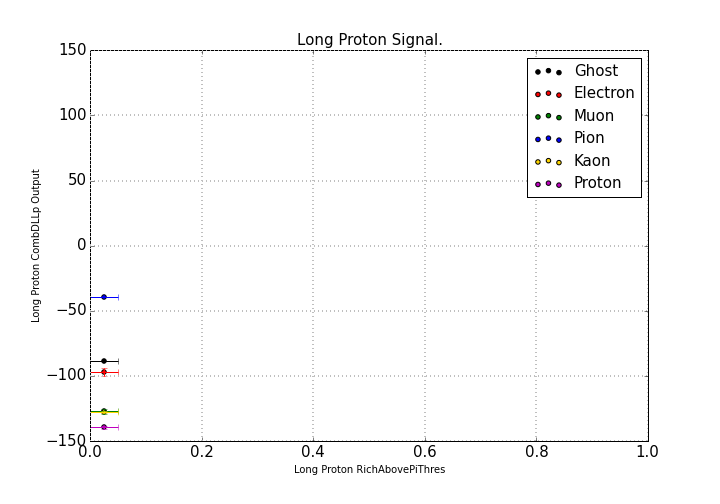 Long Proton Signal.
150
100
50
0
−50
−100
−150
Long Proton CombDLLp Output
Ghost
Electron
Muon
Pion
Kaon
Proton
0.0 0.2 0.4 0.6 0.8 1.0
Long Proton RichAbovePiThres